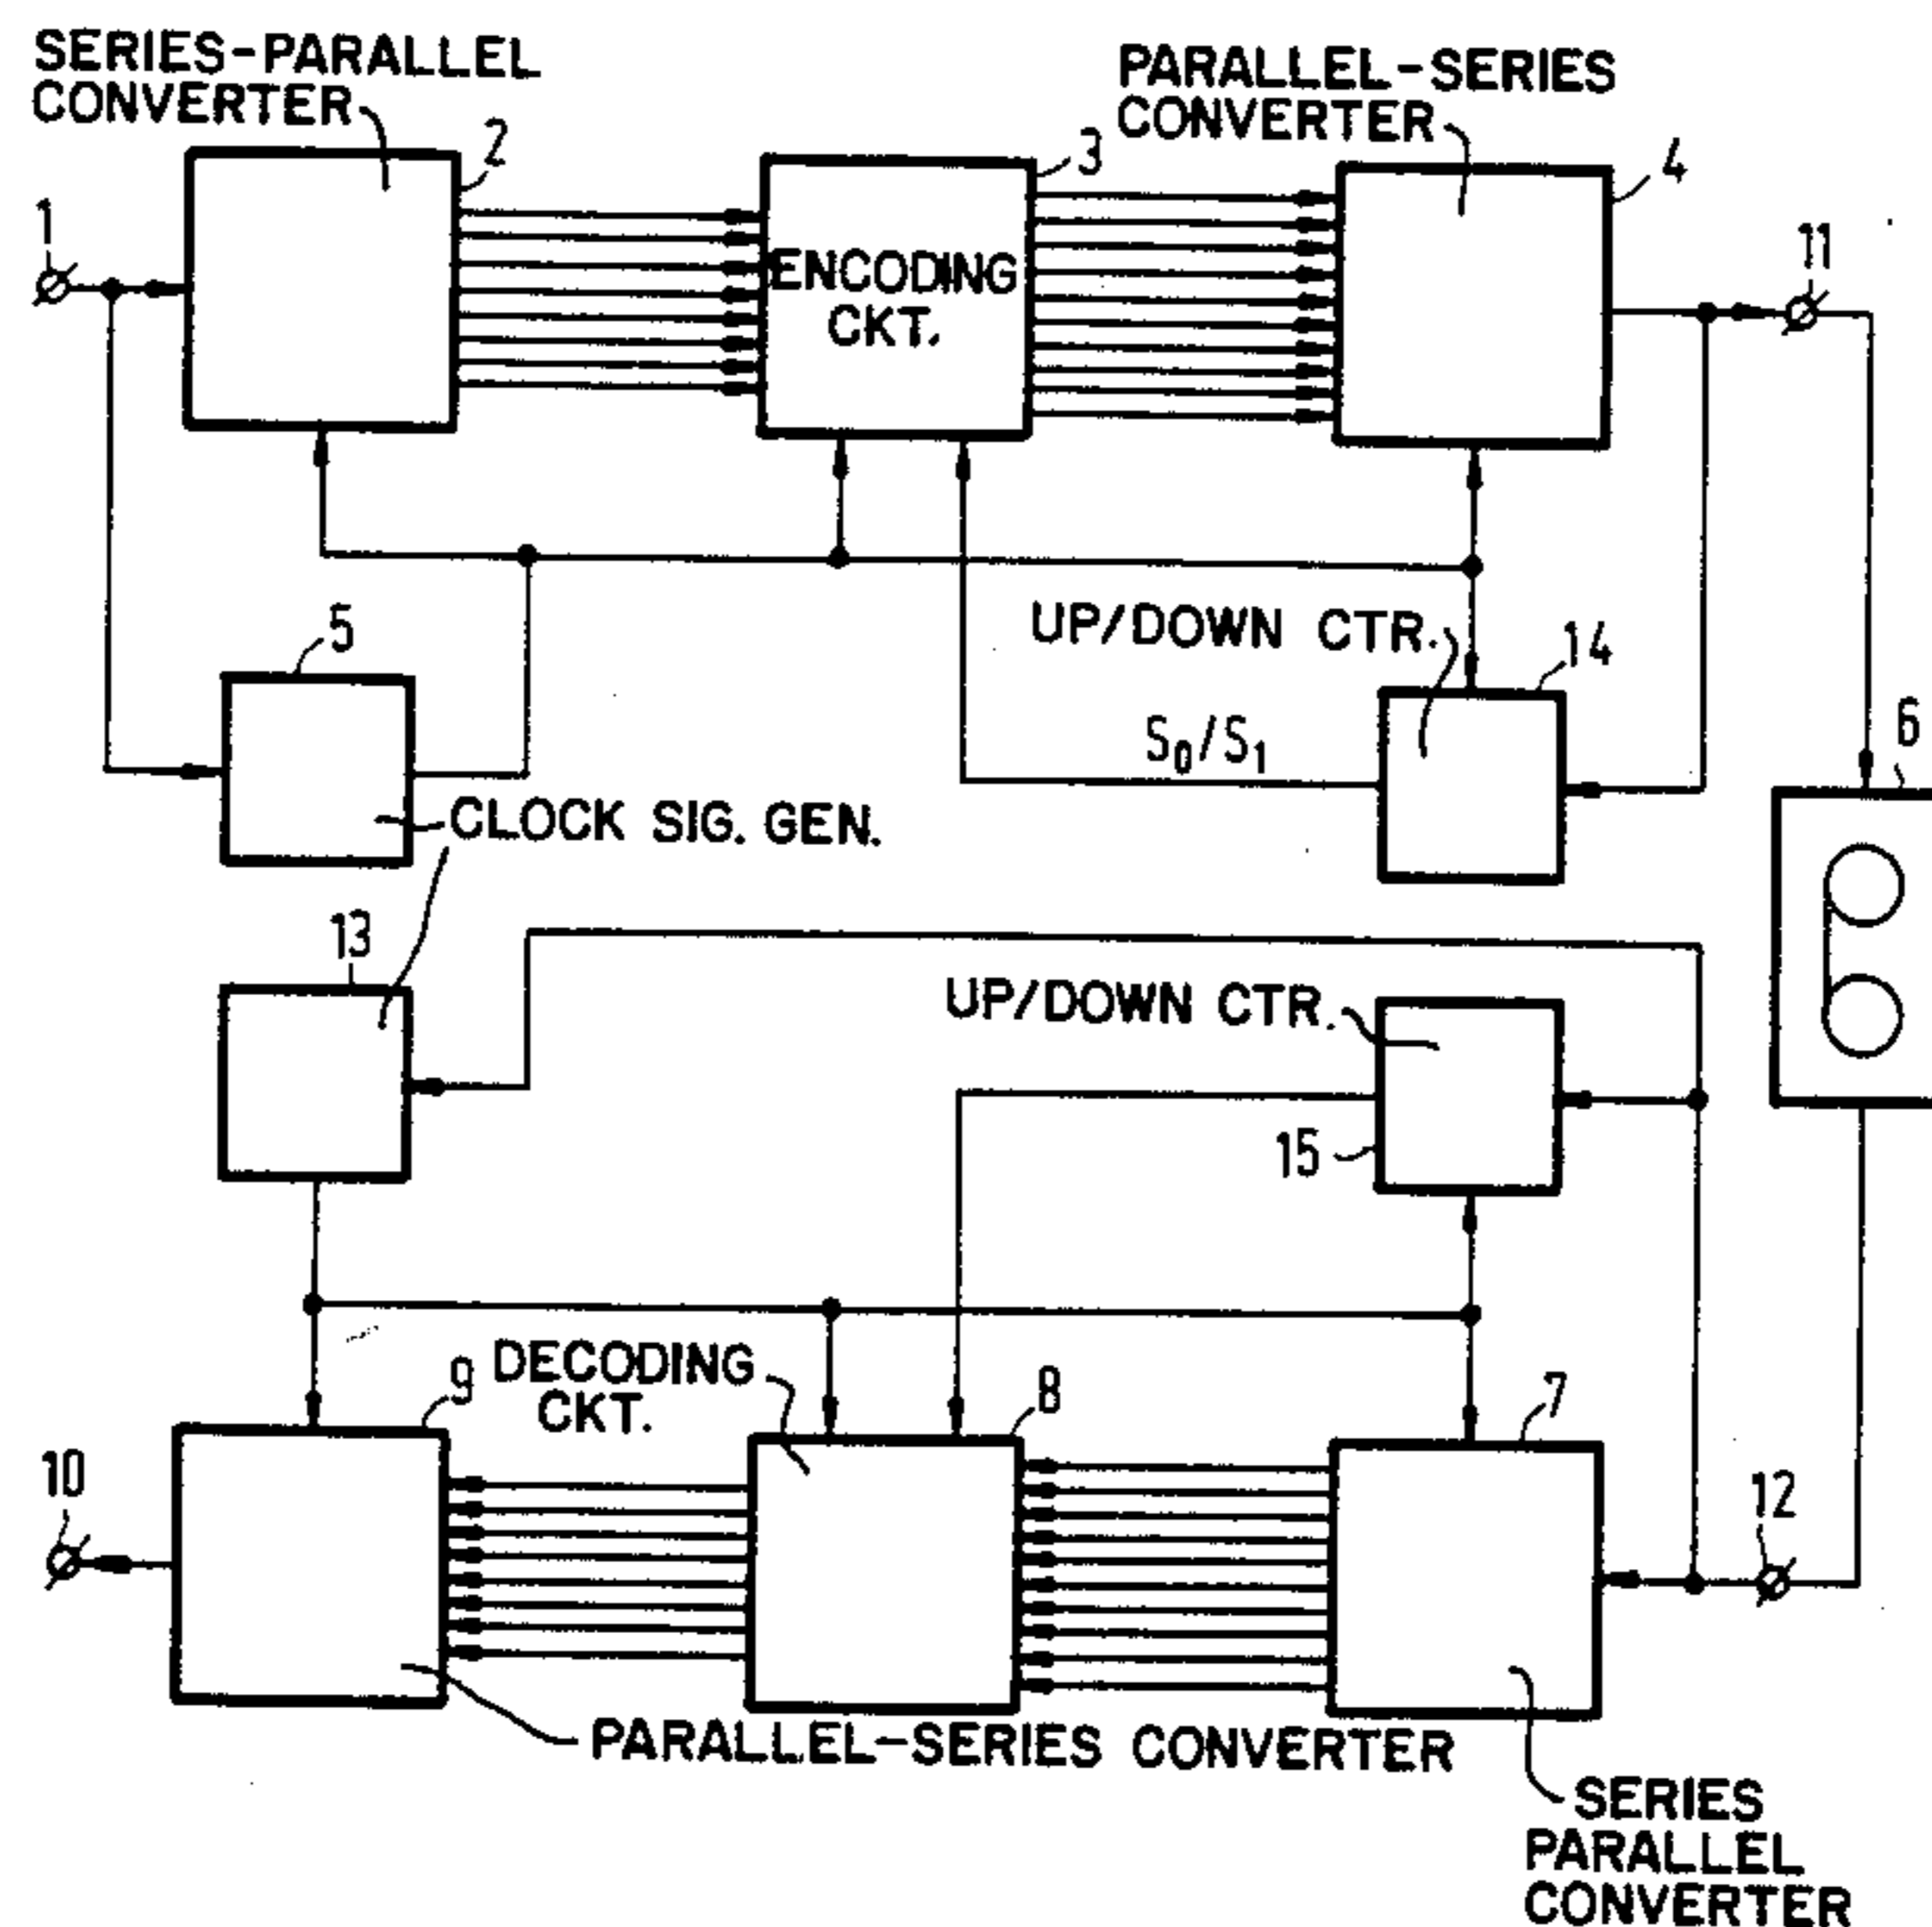 SERIES-PARALLEL
CONVERTER
PARALLEL-SERIES
CONVERTER
1
2
3
4
11
ENCODING
CKT.
5
UP/DOWN CTR.
14
S0/S1
6
CLOCK SIG. GEN.
13
UP/DOWN CTR.
15
DECODING
CKT.
9
8
7
10
12
PARALLEL-SERIES CONVERTER
SERIES
PARALLEL
CONVERTER